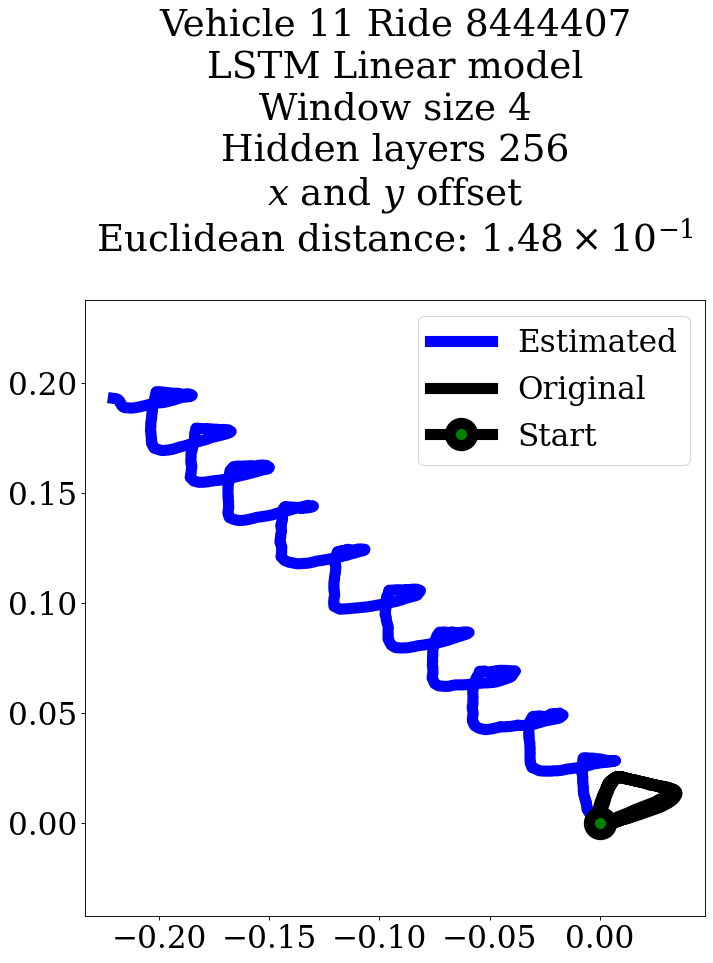 Vehicle 11 Ride 8444407
LSTM Linear model
Window size 4
Hidden layers 256
x and y offset
Euclidean distance: 1.48 × 10⁻¹
Estimated
Original
Start
0.20
0.15
0.10
0.05
0.00
−0.20 −0.15 −0.10 −0.05 0.00